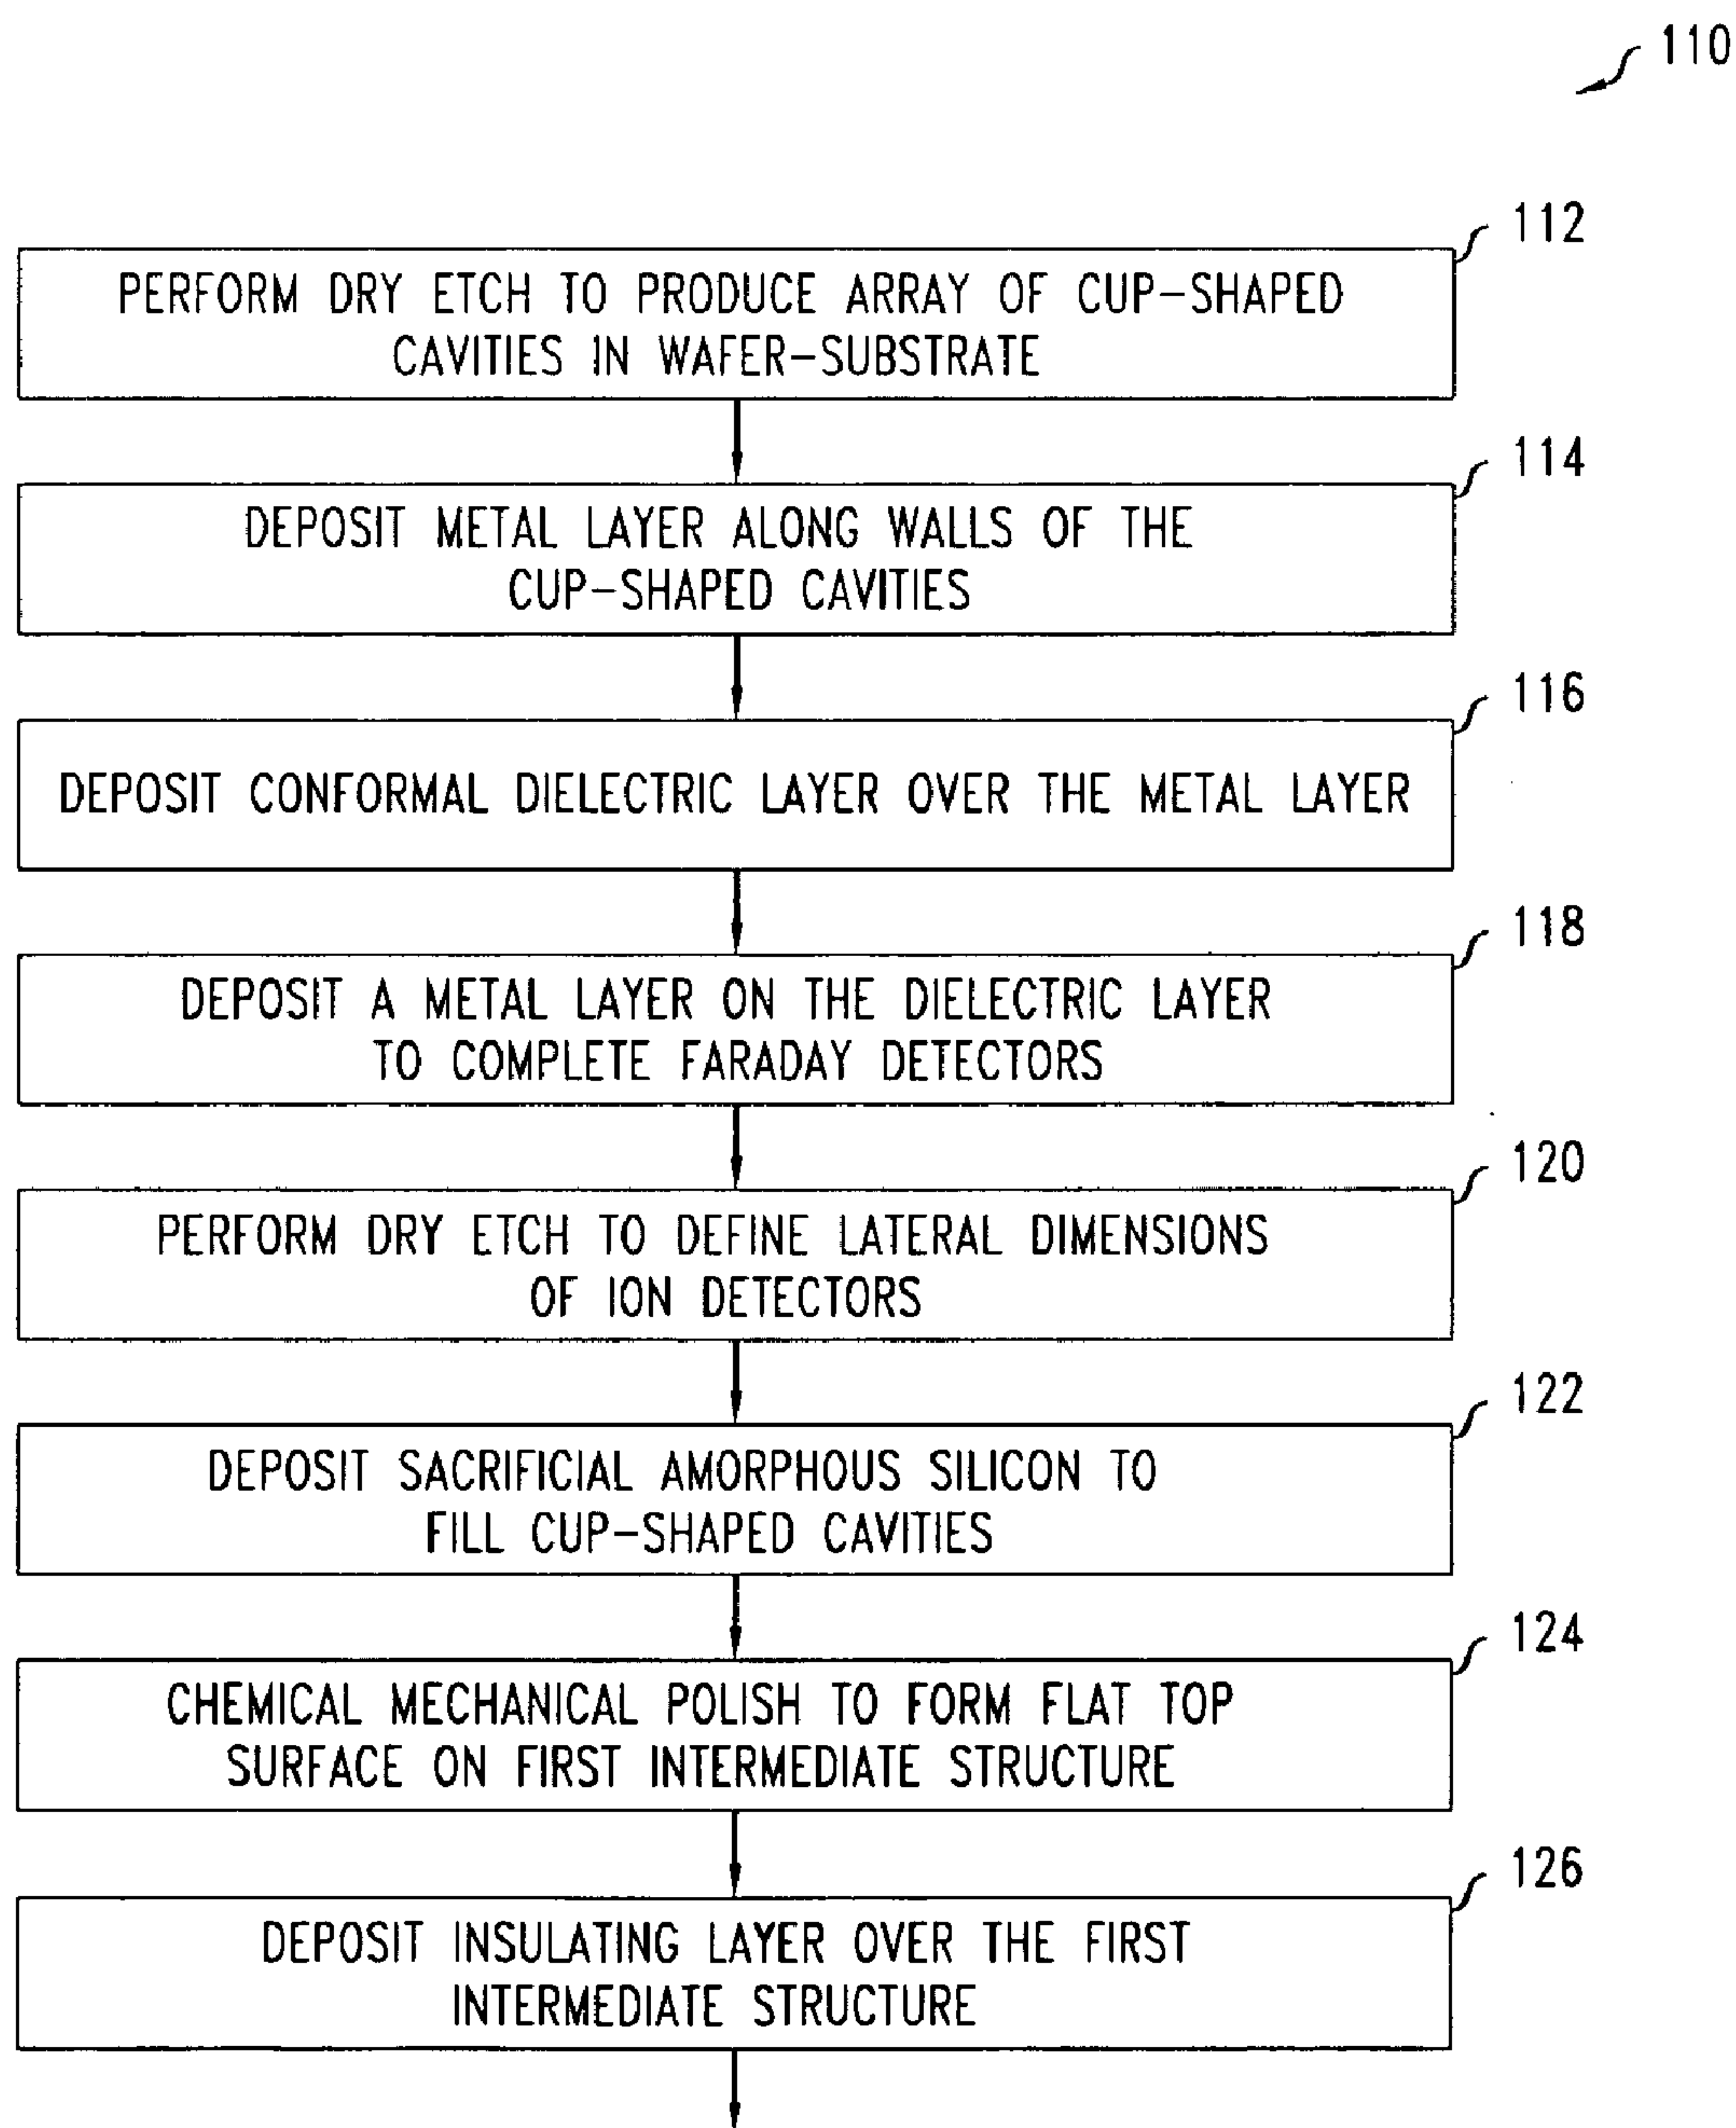 110
112
PERFORM DRY ETCH TO PRODUCE ARRAY OF CUP-SHAPED
CAVITIES IN WAFER-SUBSTRATE
114
DEPOSIT METAL LAYER ALONG WALLS OF THE
CUP-SHAPED CAVITIES
116
DEPOSIT CONFORMAL DIELECTRIC LAYER OVER THE METAL LAYER
118
DEPOSIT A METAL LAYER ON THE DIELECTRIC LAYER
TO COMPLETE FARADAY DETECTORS
120
PERFORM DRY ETCH TO DEFINE LATERAL DIMENSIONS
OF ION DETECTORS
122
DEPOSIT SACRIFICIAL AMORPHOUS SILICON TO
FILL CUP-SHAPED CAVITIES
124
CHEMICAL MECHANICAL POLISH TO FORM FLAT TOP
SURFACE ON FIRST INTERMEDIATE STRUCTURE
126
DEPOSIT INSULATING LAYER OVER THE FIRST
INTERMEDIATE STRUCTURE